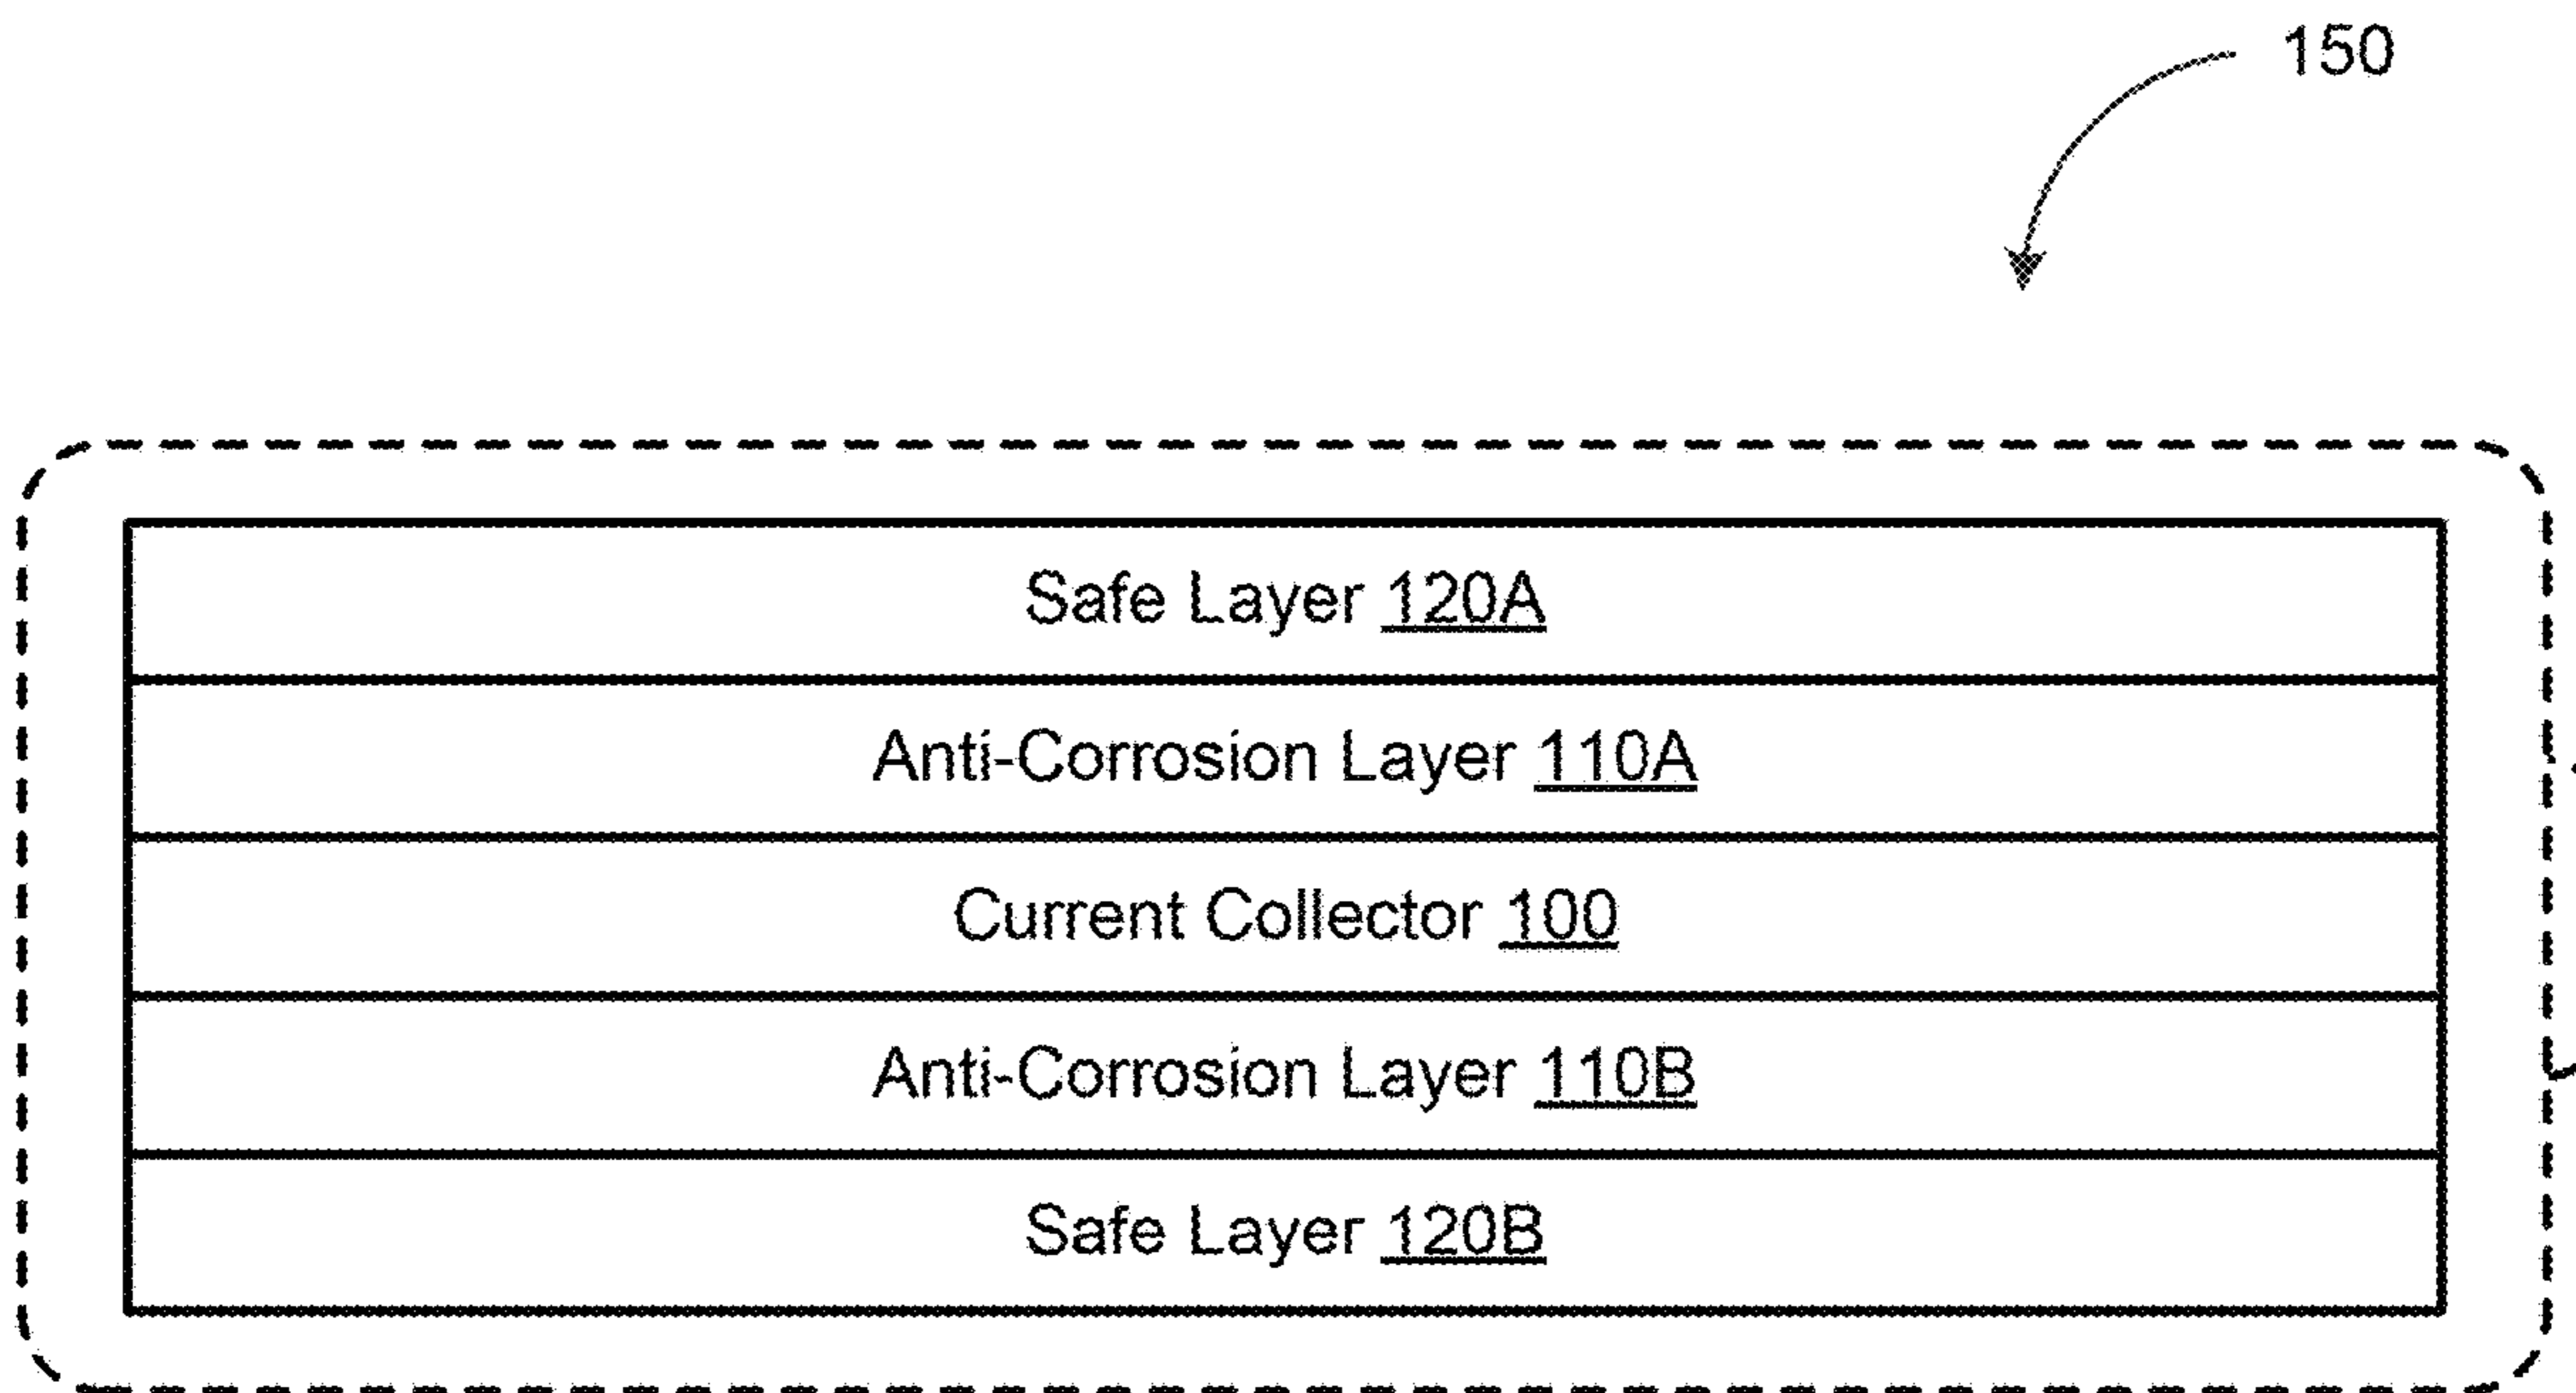 150
Safe Layer 120A
Anti-Corrosion Layer 110A
Current Collector 100
Anti-Corrosion Layer 110B
Safe Layer 120B